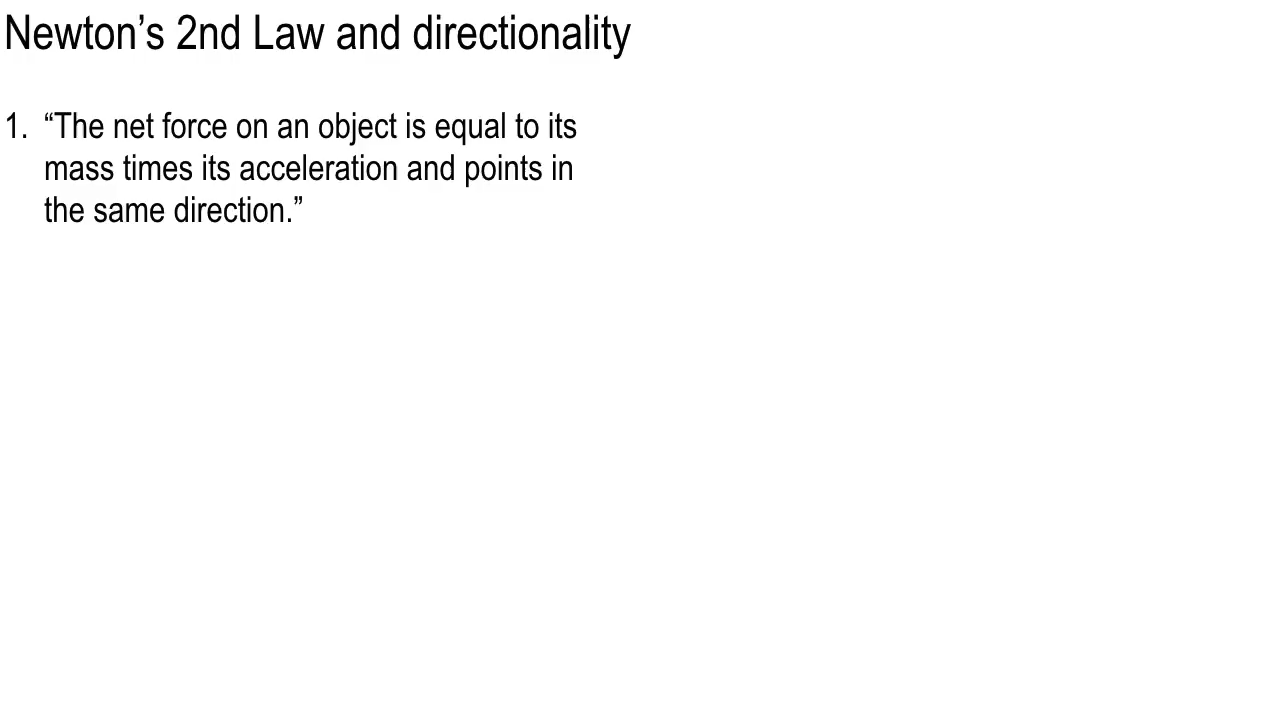 Newton’s 2nd Law and directionality
1. “The net force on an object is equal to its
mass times its acceleration and points in
the same direction.”